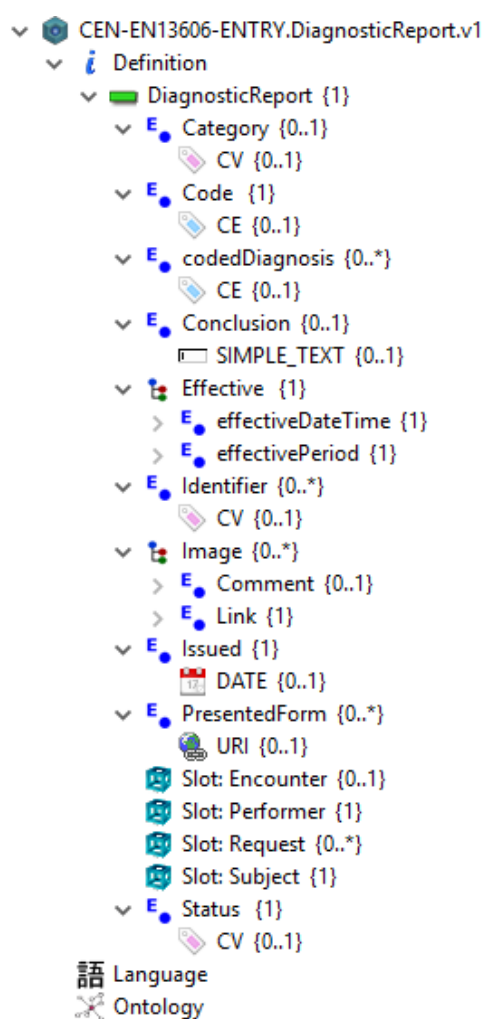 CEN-EN13606-ENTRY.DiagnosticReport.v1
Definition
DiagnosticReport {1}
Category {0..1}
CV {0..1}
Code {1}
CE {0..1}
codedDiagnosis {0..*}
CE {0..1}
Conclusion {0..1}
SIMPLE_TEXT {0..1}
Effective {1}
effectiveDateTime {1}
effectivePeriod {1}
Identifier {0..*}
CV {0..1}
Image {0..*}
Comment {0..1}
Link {1}
Issued {1}
DATE {0..1}
PresentedForm {0..*}
URI {0..1}
Slot: Encounter {0..1}
Slot: Performer {1}
Slot: Request {0..*}
Slot: Subject {1}
Status {1}
CV {0..1}
語 Language
Ontology